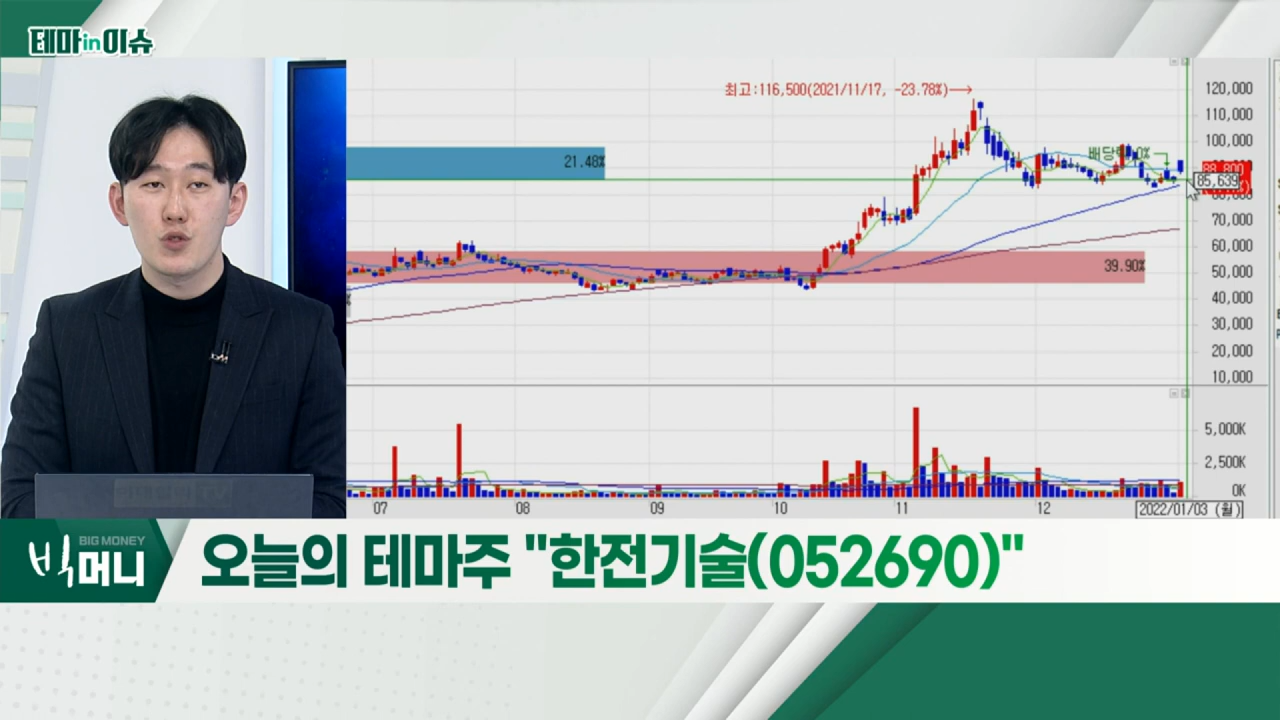 테마in이슈
최고:116,500(2021/11/17, -23.78%)→
120,000
110,000
100,000
21.48%
88,800
85,639
70,000
60,000
39.90%
50,000
40,000
30,000
20,000
10,000
5,000K
2,500K
0K
07
08
09
10
11
12
2022/01/03 (월)
BIG MONEY
빅머니
오늘의 테마주 "한전기술(052690)"